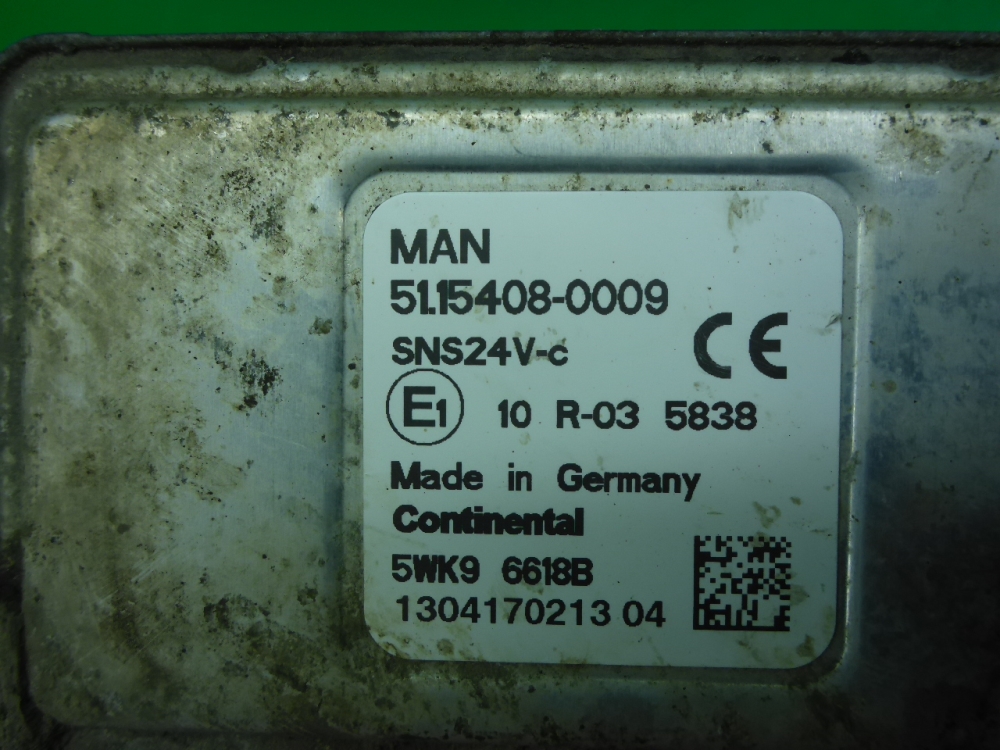 MAN
51.15408-0009
SNS24V-c
CE
E1 10 R-03 5838
Made in Germany
Continental
5WK9 6618B
1304170213 04